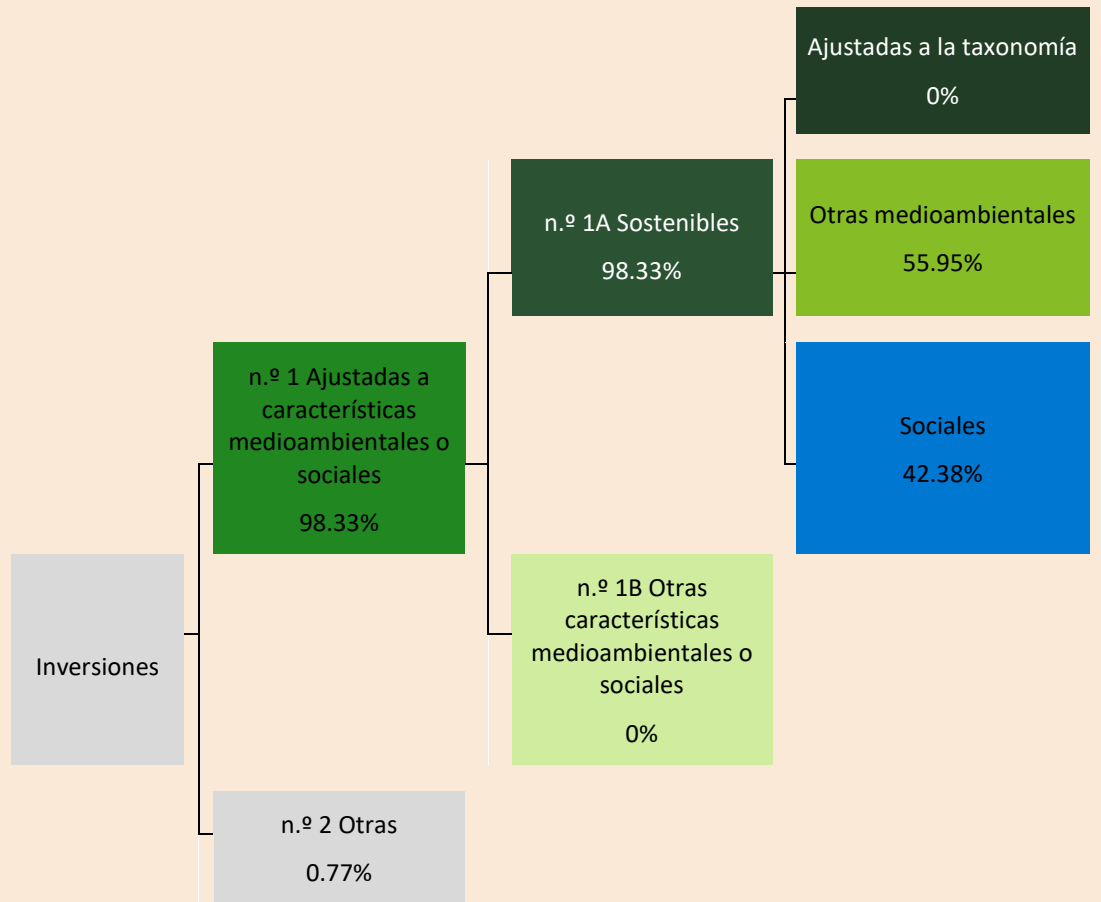 Ajustadas a la taxonomía
0%
n.º 1A Sostenibles
98.33%
Otras medioambientales
55.95%
n.º 1 Ajustadas a
características
medioambientales o
sociales
98.33%
Sociales
42.38%
Inversiones
n.º 1B Otras
características
medioambientales o
sociales
0%
n.º 2 Otras
0.77%